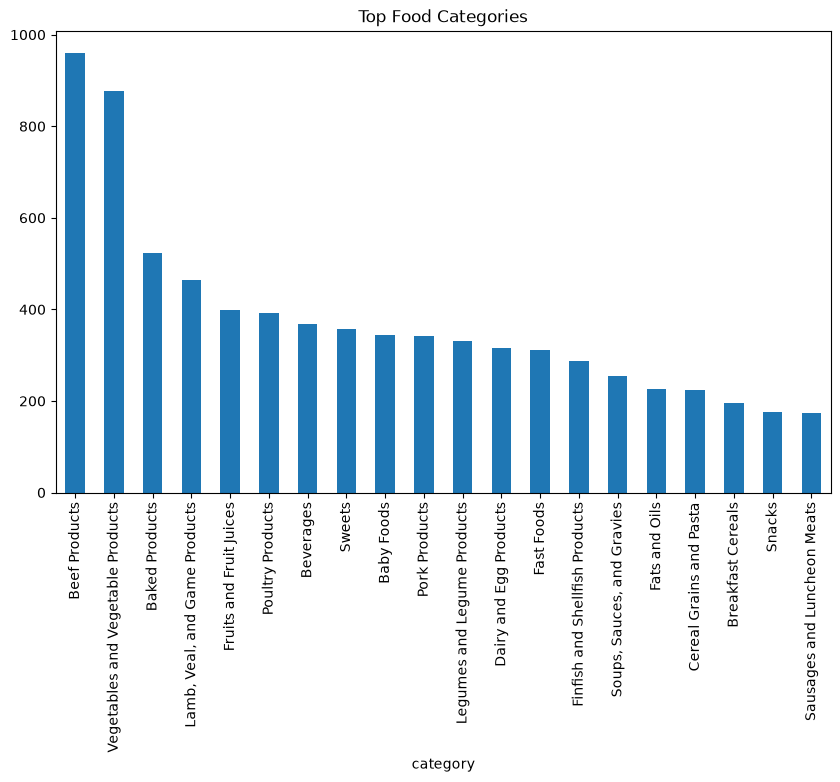 Top Food Categories
1000
800
600
400
200
0
Beef Products
Vegetables and Vegetable Products
Baked Products
Lamb, Veal, and Game Products
Fruits and Fruit Juices
Poultry Products
Beverages
Sweets
Baby Foods
Pork Products
Legumes and Legume Products
Dairy and Egg Products
Fast Foods
Finfish and Shellfish Products
Soups, Sauces, and Gravies
Fats and Oils
Cereal Grains and Pasta
Breakfast Cereals
Snacks
Sausages and Luncheon Meats
category